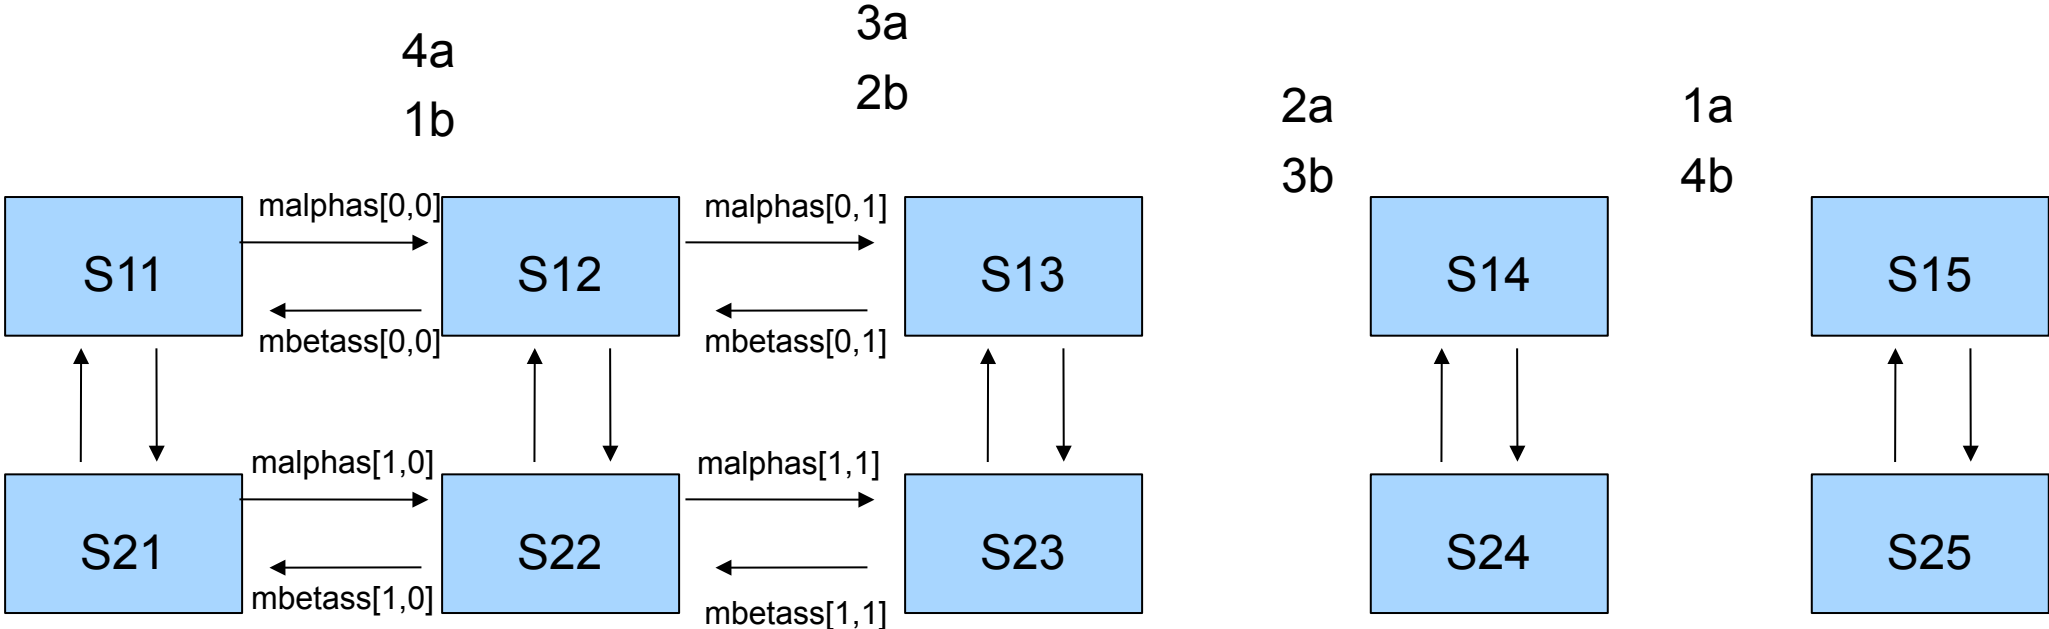 4a
1b
3a
2b
2a
3b
1a
4b
malphas[0,0]
malphas[0,1]
S11
S12
S13
S14
S15
mbetass[0,0]
mbetass[0,1]
malphas[1,0]
malphas[1,1]
S21
S22
S23
S24
S25
mbetass[1,0]
mbetass[1,1]